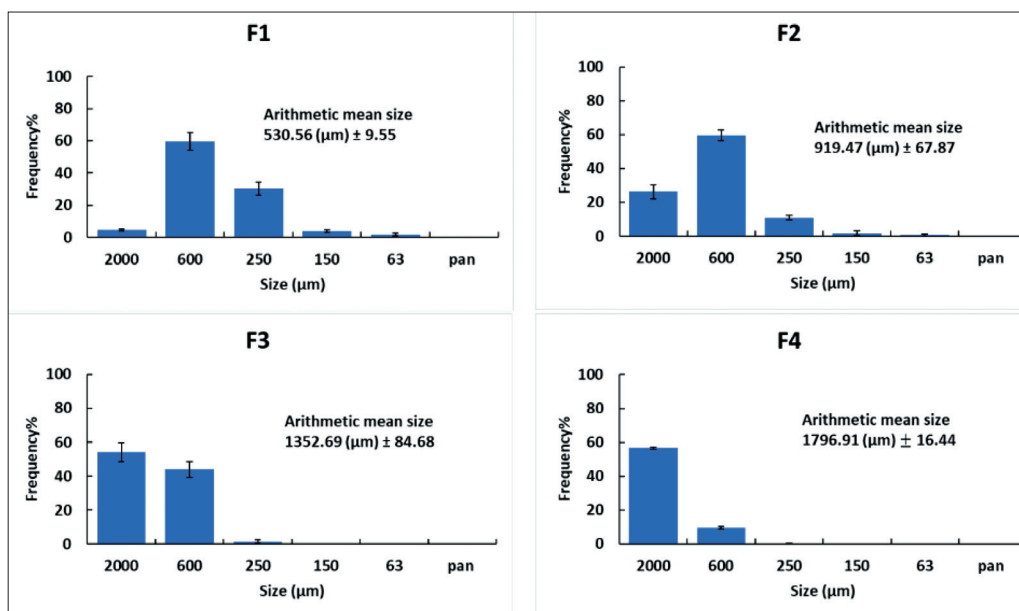 F1
100
80
60
40
20
0
Frequency%
Arithmetic mean size
530.56 (µm) ± 9.55
2000 600 250 150 63 pan
Size (µm)
F2
100
80
60
40
20
0
Frequency%
Arithmetic mean size
919.47 (µm) ± 67.87
2000 600 250 150 63 pan
Size (µm)
F3
100
80
60
40
20
0
Frequency%
Arithmetic mean size
1352.69 (µm) ± 84.68
2000 600 250 150 63 pan
Size (µm)
F4
100
80
60
40
20
0
Frequency%
Arithmetic mean size
1796.91 (µm) ± 16.44
2000 600 250 150 63 pan
Size (µm)